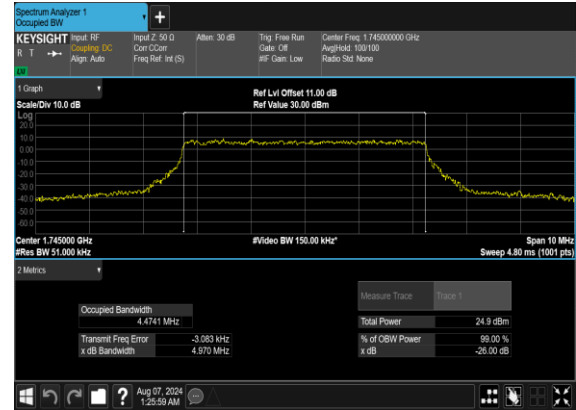 Spectrum Analyzer 1
Occupied BW
+
KEYSIGHT
R T
LV
Input: RF
Coupling: DC
Align: Auto
Input Z: 50 Ω
Corr CCorr
Freq Ref: Int (S)
Atten: 30 dB
Trig: Free Run
Gate: Off
#IF Gain: Low
Center Freq: 1.745000000 GHz
Avg|Hold: 100/100
Radio Std: None
1 Graph
Scale/Div 10.0 dB
Ref Lvl Offset 11.00 dB
Ref Value 30.00 dBm
Log
20.0
10.0
0.00
-10.0
-20.0
-30.0
-40.0
-50.0
-60.0
Center 1.745000 GHz
#Res BW 51.000 kHz
#Video BW 150.00 kHz*
Span 10 MHz
Sweep 4.80 ms (1001 pts)
2 Metrics
Measure Trace Trace 1
Occupied Bandwidth
4.4741 MHz
Total Power 24.9 dBm
Transmit Freq Error -3.083 kHz
% of OBW Power 99.00 %
x dB Bandwidth 4.970 MHz
x dB -26.00 dB
?
Aug 07, 2024
1:25:59 AM